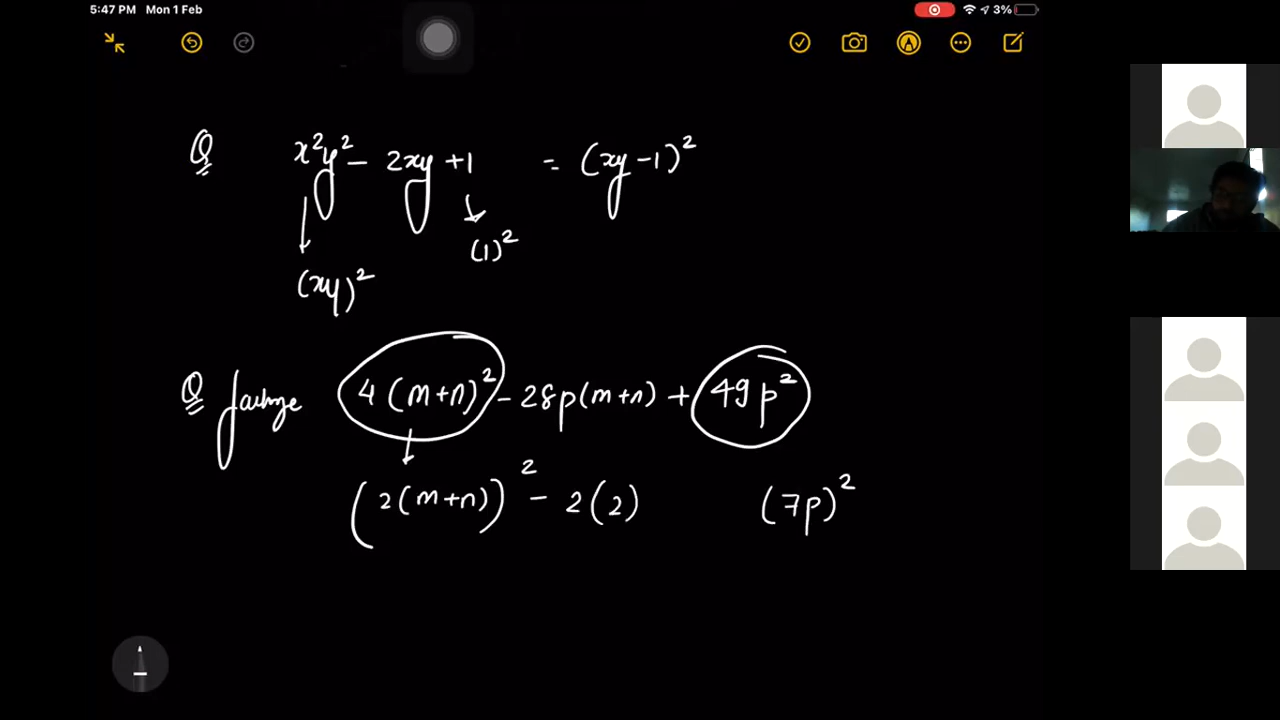 5:47 PM Mon 1 Feb 3%
Q x²y² - 2xy + 1 = (xy - 1)²
(1)²
(xy)²
Q 4(m+n)² - 28p(m+n) + 49p²
(2(m+n))² - 2(2) (7p)²